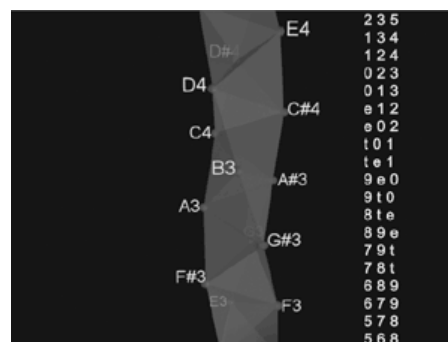 E4
D#4
D4
C#4
C4
B3
A#3
A3
G3
G#3
F#3
E3
F3
2 3 5
1 3 4
1 2 4
0 2 3
0 1 3
e 1 2
e 0 2
t 0 1
t e 1
9 e 0
9 t 0
8 t e
8 9 e
7 9 t
7 8 t
6 8 9
6 7 9
5 7 8
5 6 8